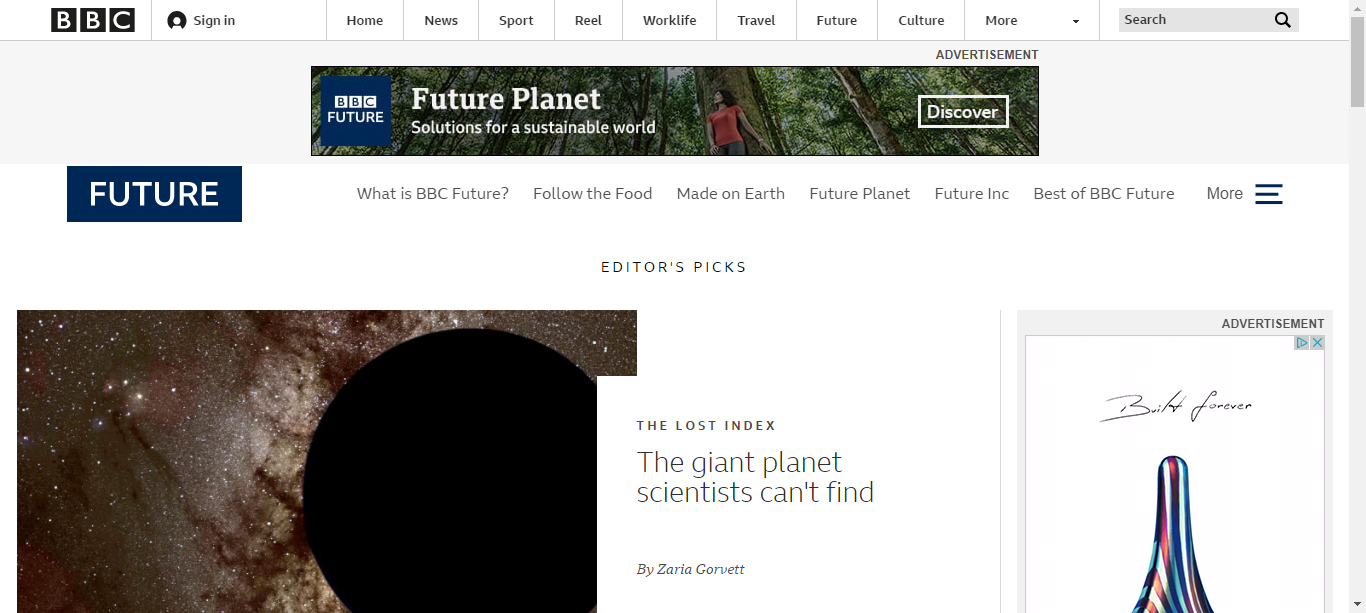 BBC Sign in Home News Sport Reel Worklife Travel Future Culture More Search
ADVERTISEMENT
BBC
FUTURE
Future Planet
Solutions for a sustainable world
Discover
FUTURE What is BBC Future? Follow the Food Made on Earth Future Planet Future Inc Best of BBC Future More
EDITOR'S PICKS
THE LOST INDEX
The giant planet
scientists can't find
By Zaria Gorvett
ADVERTISEMENT
Built forever